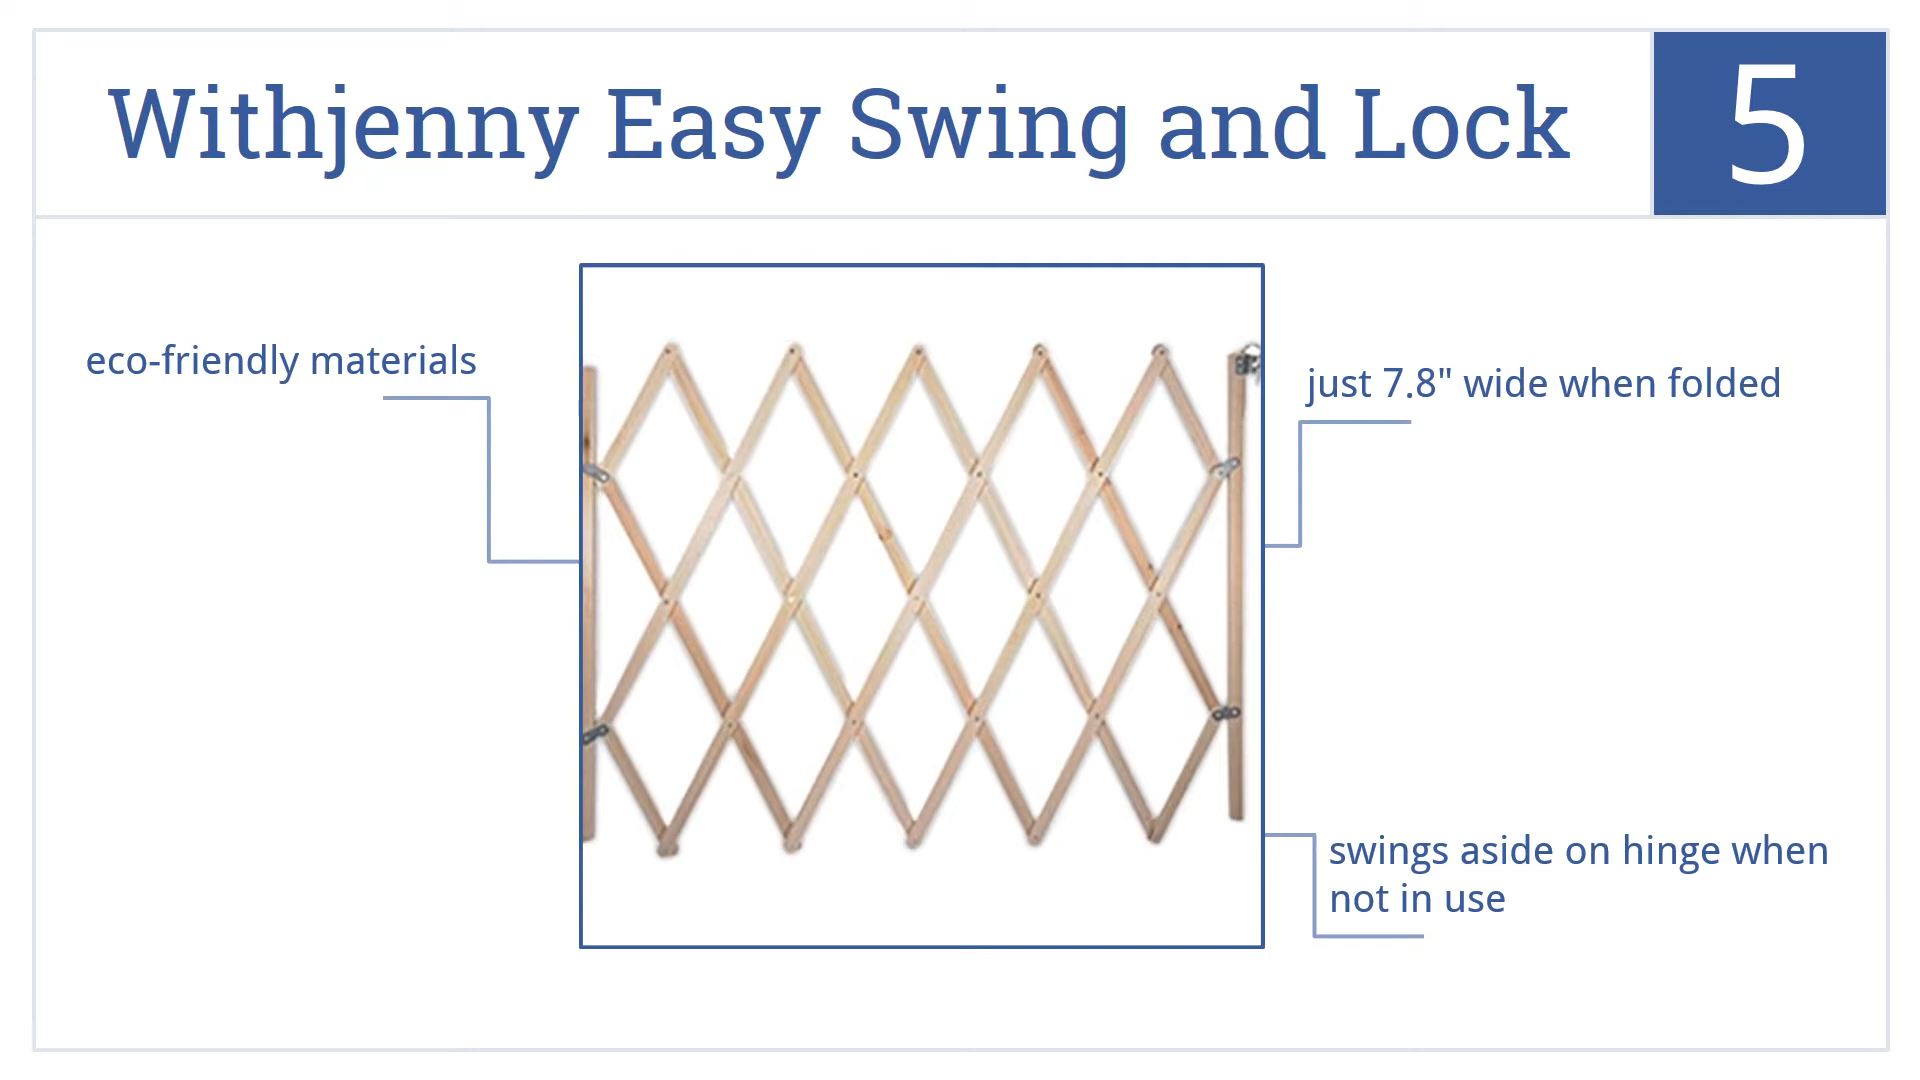 Withjenny Easy Swing and Lock
5
eco-friendly materials
just 7.8" wide when folded
swings aside on hinge when
not in use